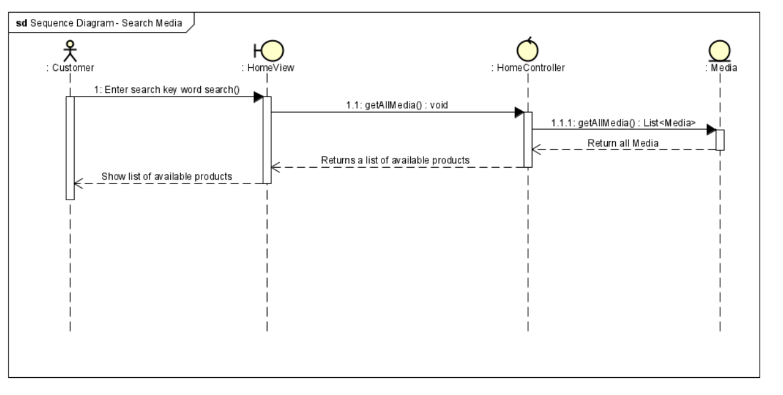 sd Sequence Diagram - Search Media
: Customer
: HomeView
: HomeController
: Media
1: Enter search key word search()
1.1: getAllMedia() : void
1.1.1: getAllMedia() : List<Media>
Return all Media
Returns a list of available products
Show list of available products